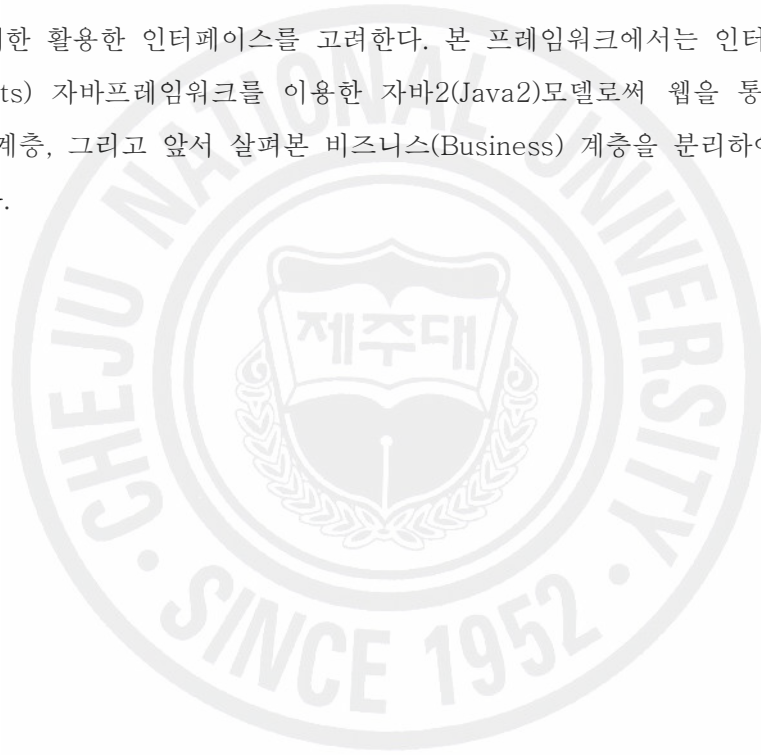 한 활용한 인터페이스를 고려한다. 본 프레임워크에서는 인터
ts) 자바프레임워크를 이용한 자바2(Java2)모델로써 웹을 통
계층, 그리고 앞서 살펴본 비즈니스(Business) 계층을 분리하여
.
CHEJU NATIONAL UNIVERSITY
제주대
SINCE 1952